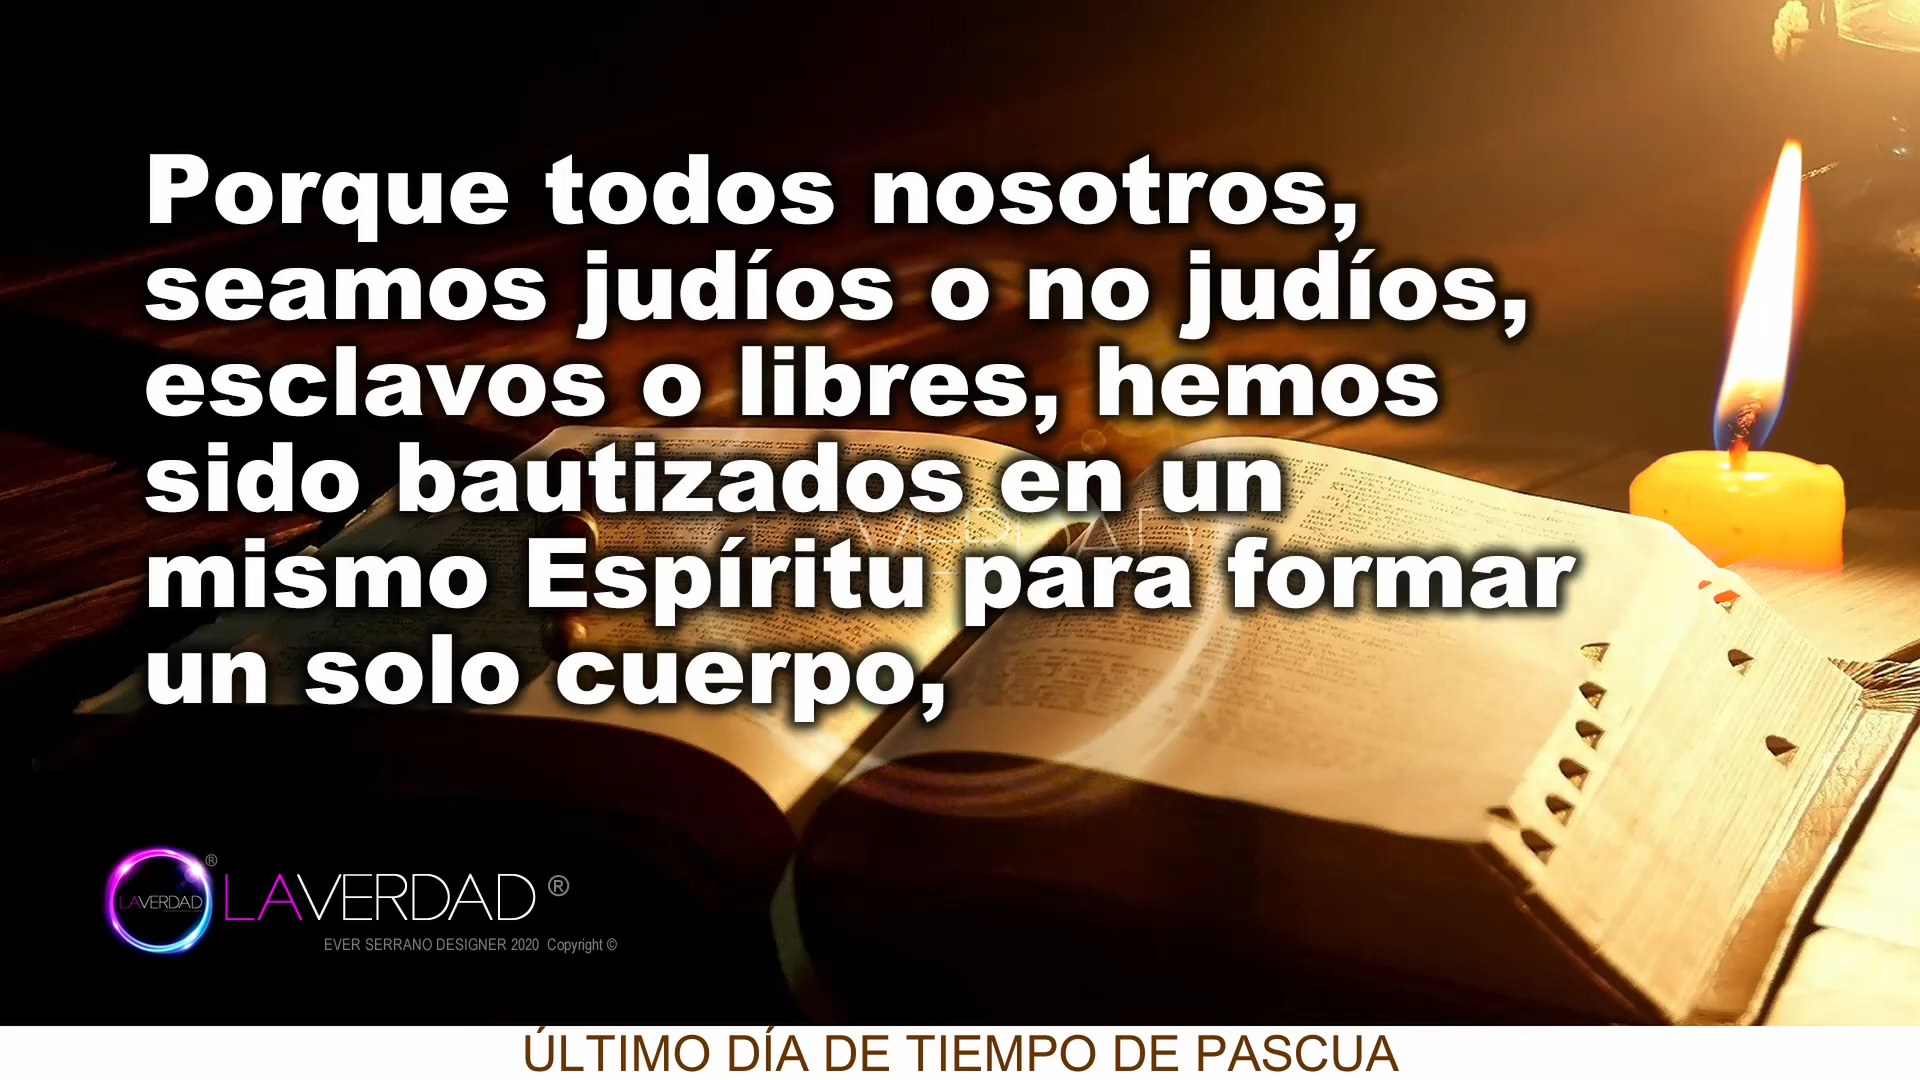 Porque todos nosotros,
seamos judíos o no judíos,
esclavos o libres, hemos
sido bautizados en un
mismo Espíritu para formar
un solo cuerpo,
VERDAD
LAVERDAD ®
LAVERDAD ®
EVER SERRANO DESIGNER 2020 Copyright ©
ÚLTIMO DÍA DE TIEMPO DE PASCUA